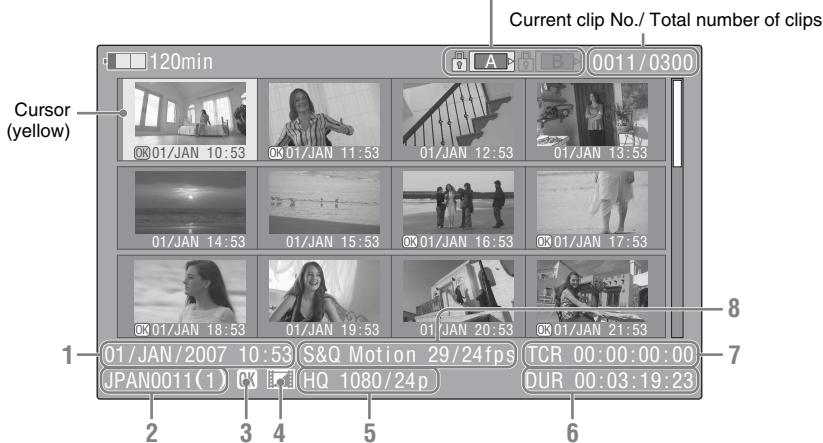 Current clip No./ Total number of clips
120min
A
B
0011/0300
Cursor
(yellow)
OK 01/JAN 10:53
OK 01/JAN 11:53
01/JAN 12:53
01/JAN 13:53
01/JAN 14:53
01/JAN 15:53
OK 01/JAN 16:53
OK 01/JAN 17:53
OK 01/JAN 18:53
01/JAN 19:53
01/JAN 20:53
OK 01/JAN 21:53
8
1
01/JAN/2007 10:53
S&Q Motion 29/24fps
TCR 00:00:00:00
7
JPAN0011(1)
OK
HQ 1080/24p
DUR 00:03:19:23
2
3
4
5
6